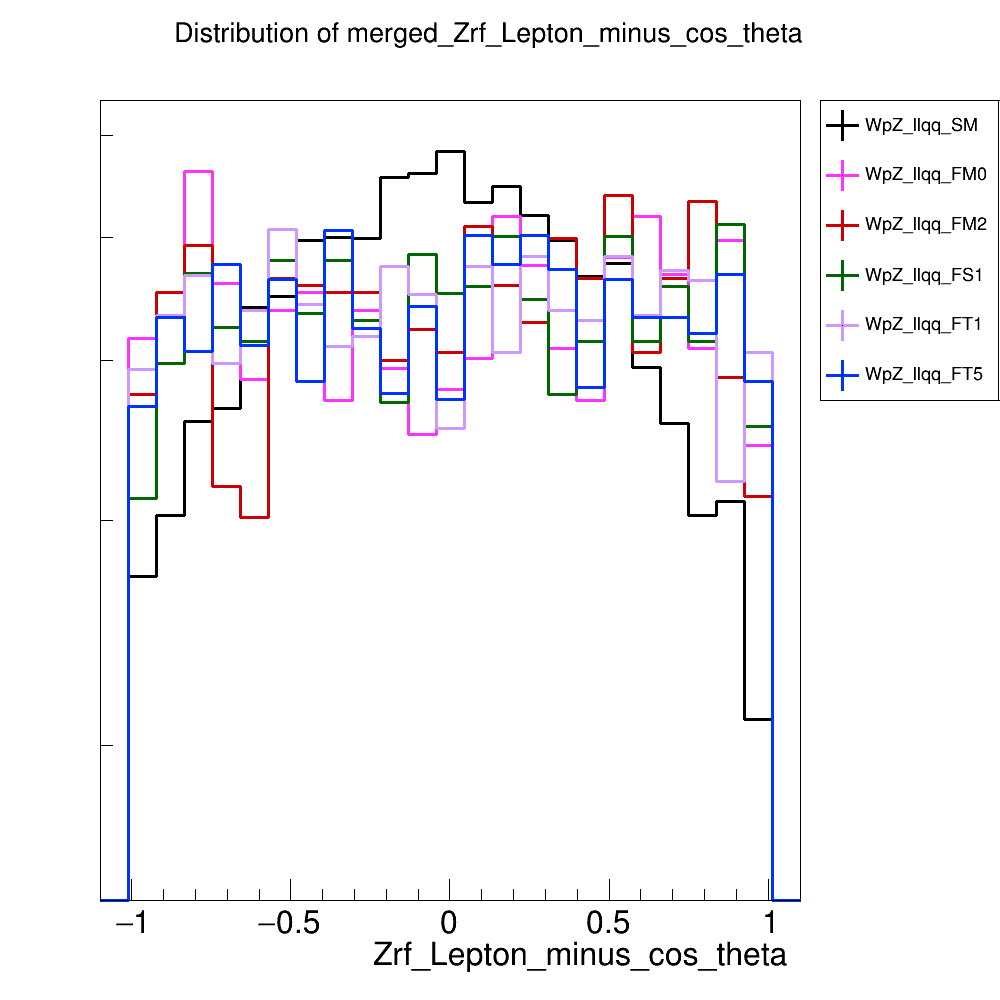 Distribution of merged_Zrf_Lepton_minus_cos_theta
WpZ_llqq_SM
WpZ_llqq_FM0
WpZ_llqq_FM2
WpZ_llqq_FS1
WpZ_llqq_FT1
WpZ_llqq_FT5
−1 −0.5 0 0.5 1
Zrf_Lepton_minus_cos_theta